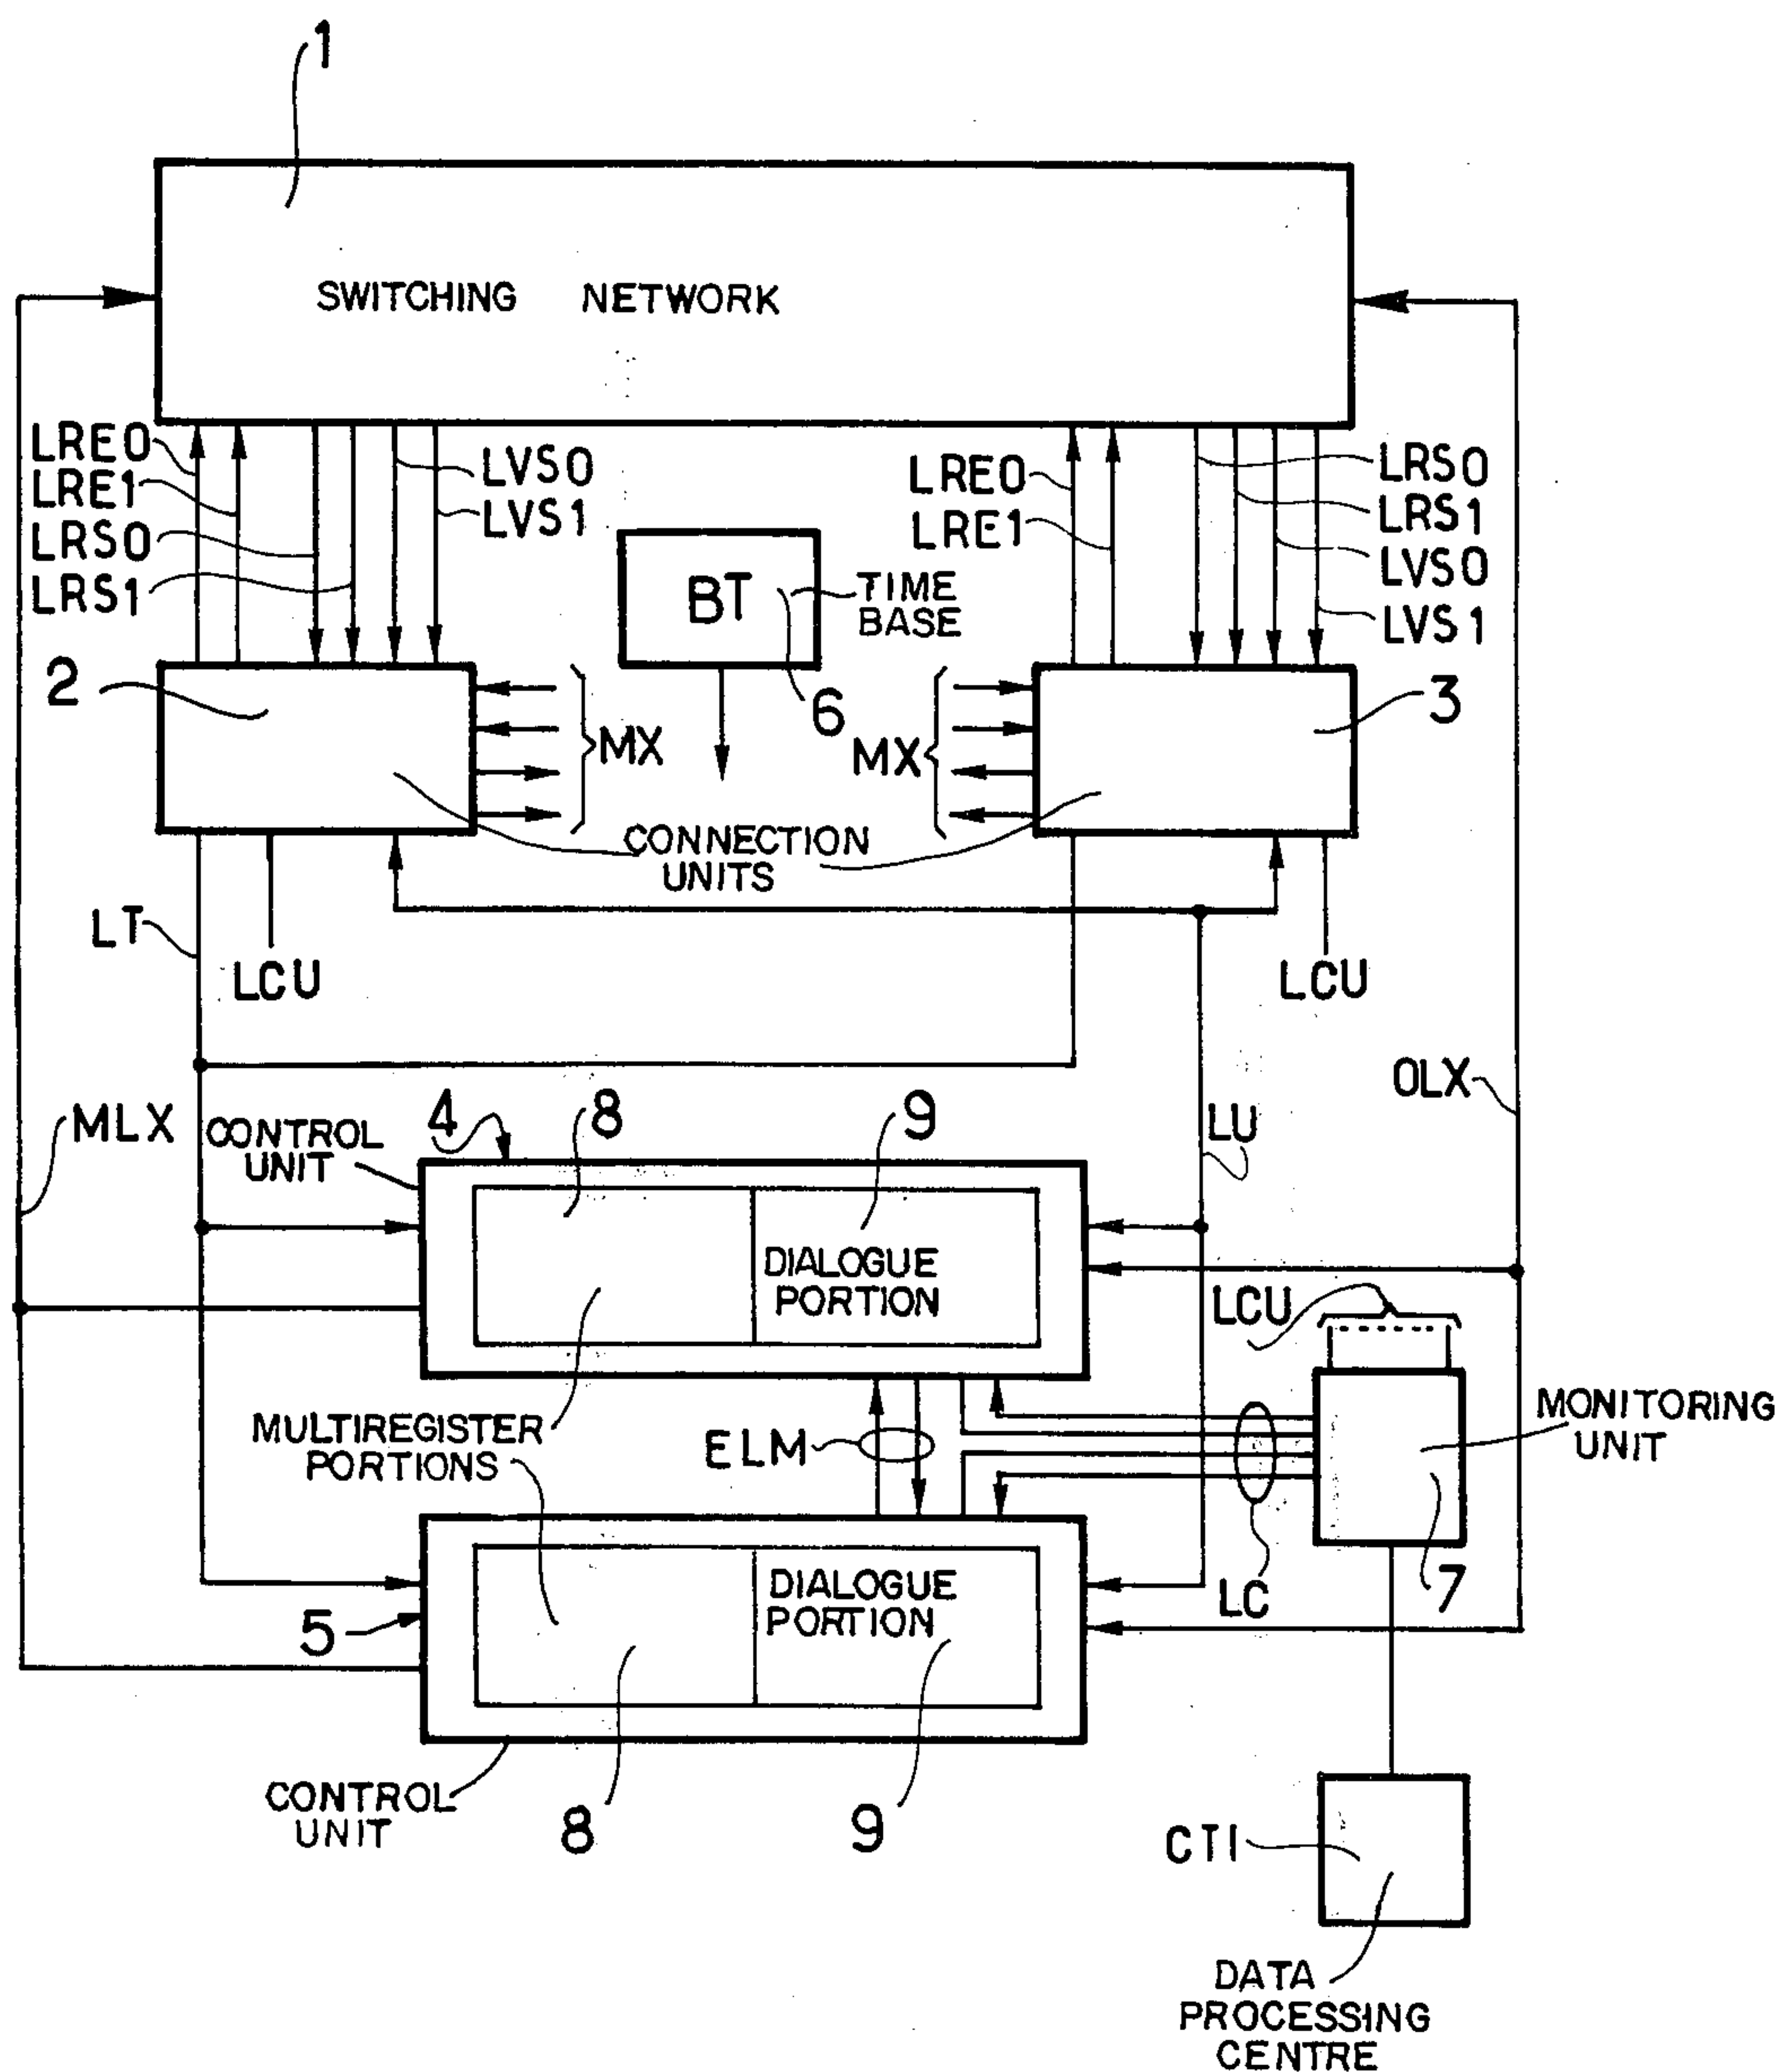 1
SWITCHING NETWORK
LRE0
LRE1
LRS0
LRS1
LVS0
LVS1
LRE0
LRE1
LRS0
LRS1
LVS0
LVS1
BT
TIME
BASE
2
6
3
MX
MX
CONNECTION
UNITS
LT
LCU
LCU
MLX
CONTROL
UNIT
4
8
9
LU
OLX
DIALOGUE
PORTION
LCU
MULTIREGISTER
PORTIONS
ELM
MONITORING
UNIT
LC
7
5
DIALOGUE
PORTION
CONTROL
UNIT
8
9
CTI
DATA
PROCESSING
CENTRE